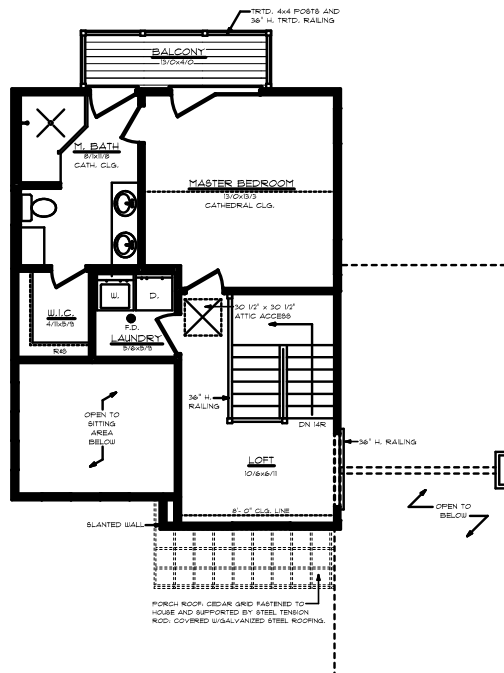 TRTD. 4x4 POSTS AND
36" H. TRTD. RAILING
BALCONY
13/0x4/0
M. BATH
8/1x11/8
CATH. CLG.
MASTER BEDROOM
13/0x13/3
CATHEDRAL CLG.
W.I.C.
4/11x5/9
R&S
W.
D.
F.D.
LAUNDRY
5/6x5/9
30 1/2" x 30 1/2"
ATTIC ACCESS
36" H.
RAILING
DN 14R
OPEN TO
SITTING
AREA
BELOW
LOFT
10/6x6/11
36" H. RAILING
8'- 0" CLG. LINE
SLANTED WALL
OPEN TO
BELOW
PORCH ROOF: CEDAR GRID FASTENED TO
HOUSE AND SUPPORTED BY STEEL TENSION
ROD: COVERED W/GALVANIZED STEEL ROOFING.